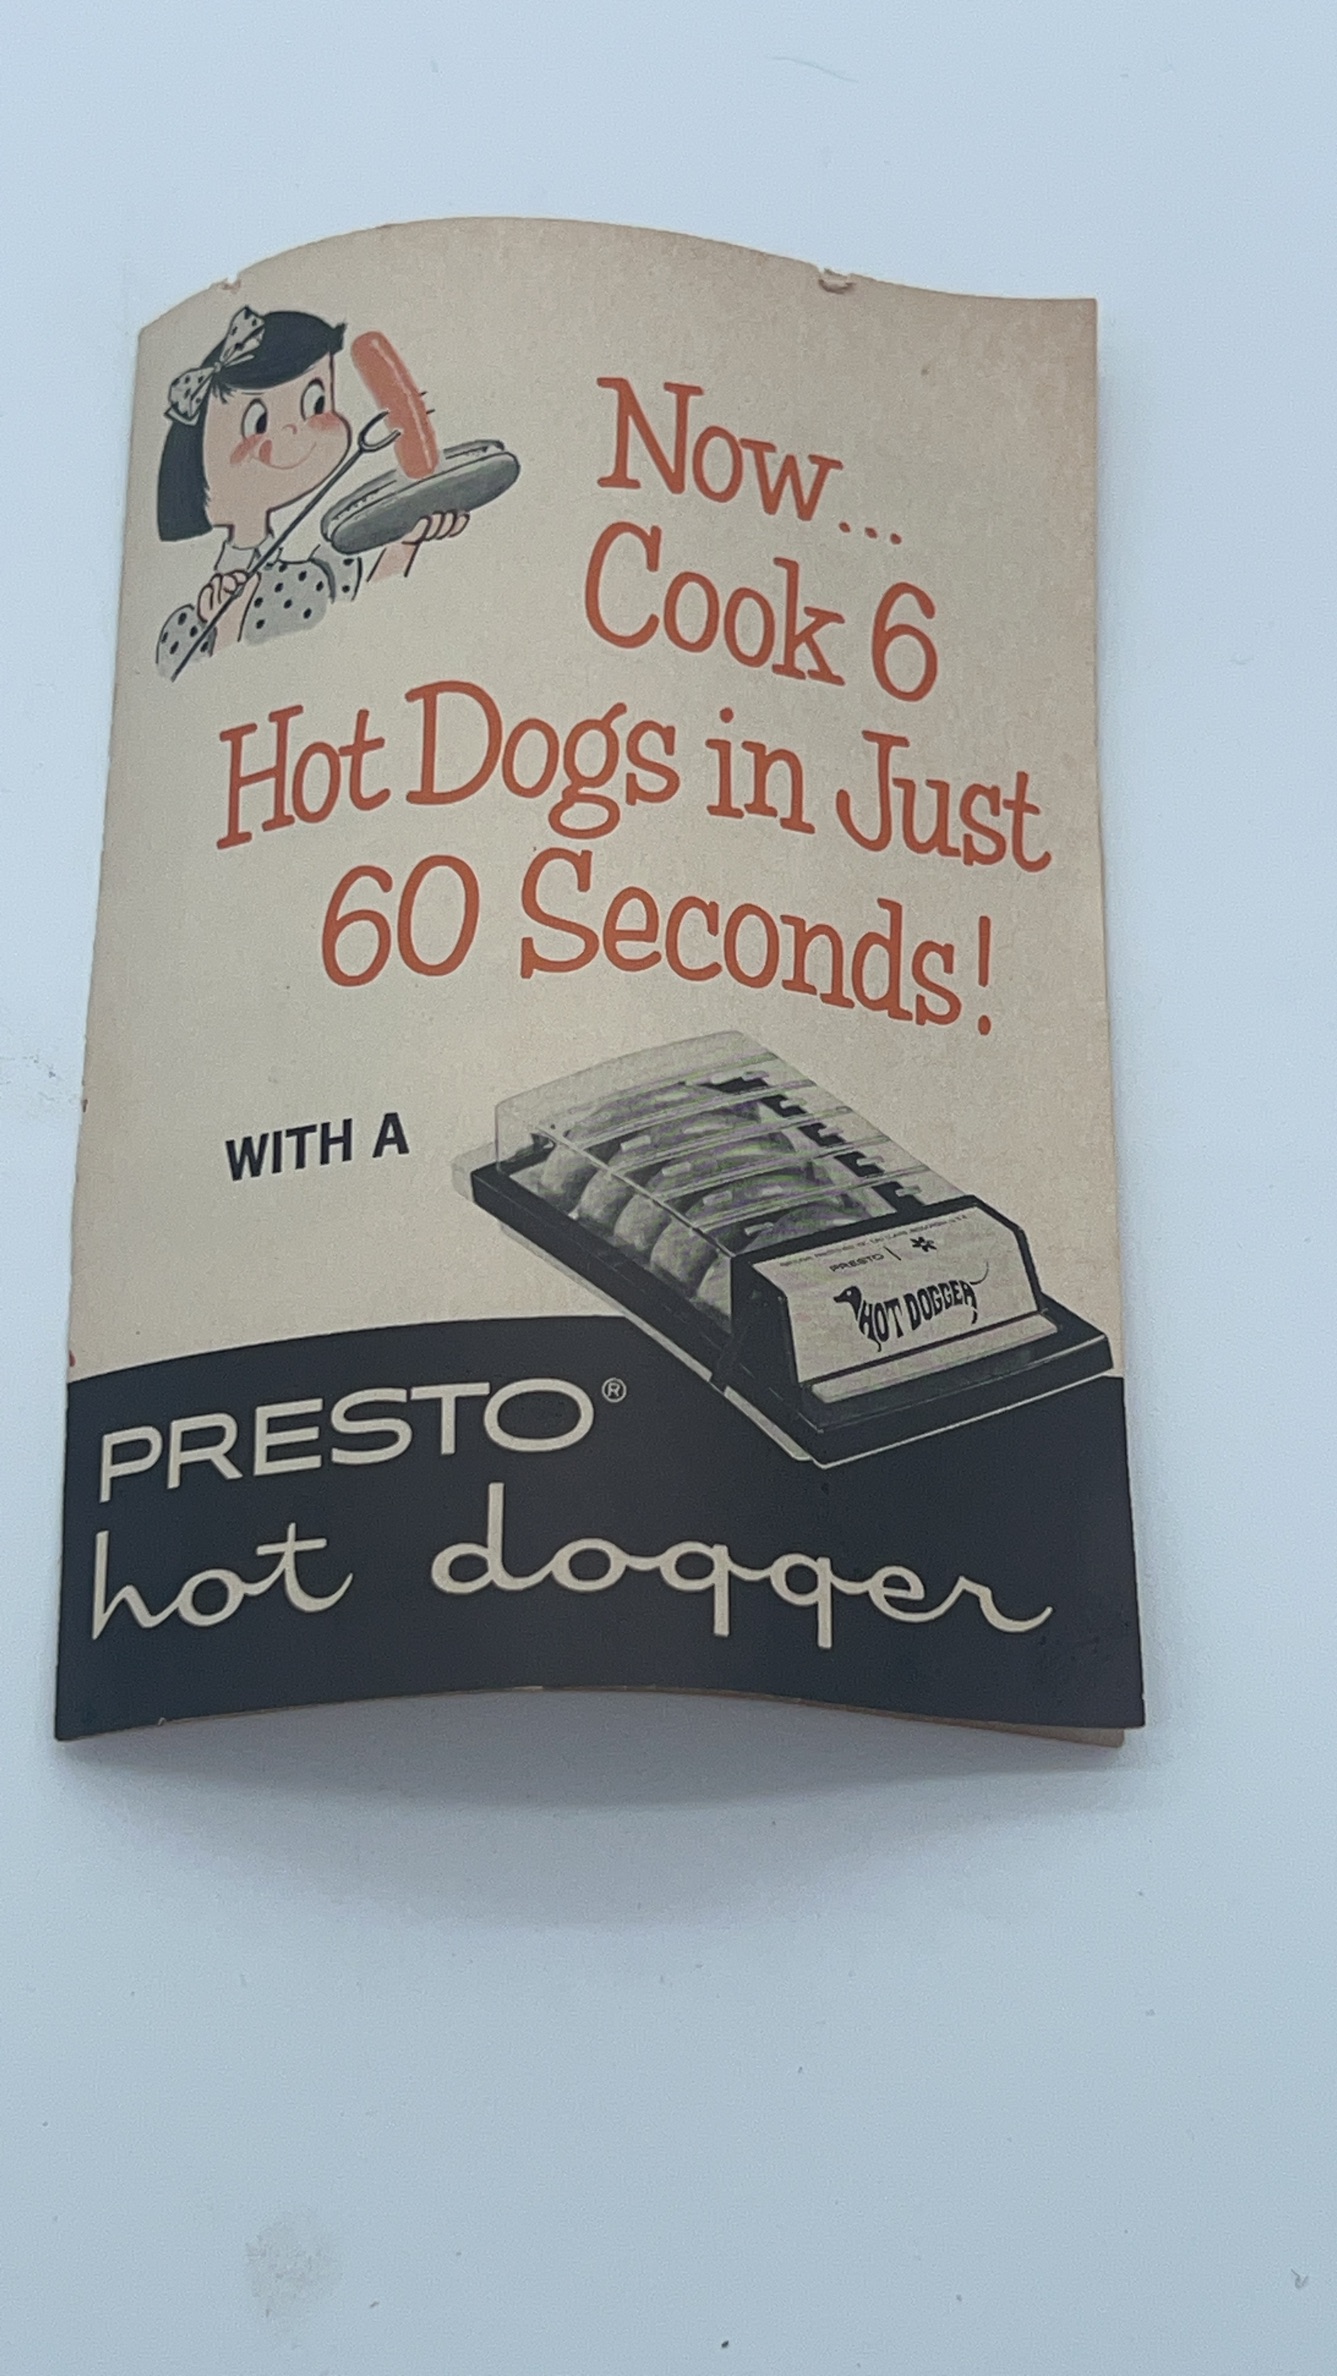 Now...
Cook 6
Hot Dogs in Just
60 Seconds!
WITH A
PRESTO
HOT DOGGER
PRESTO®
hot dogger